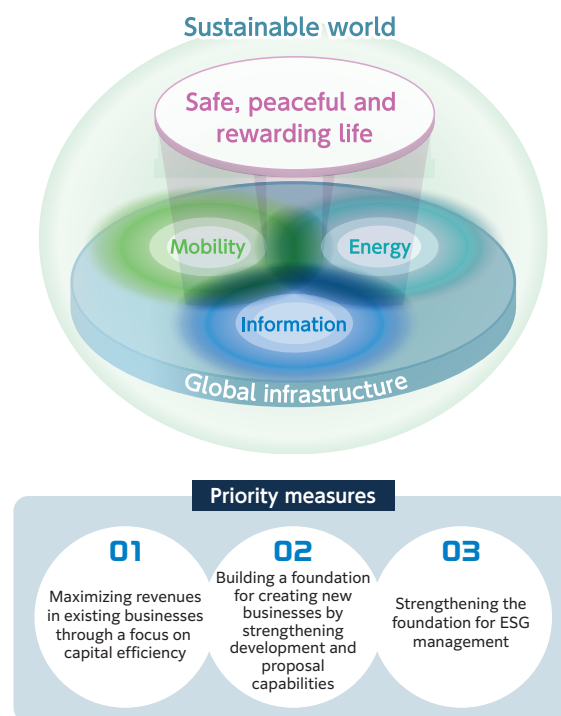 Sustainable world
Safe, peaceful and
rewarding life
Mobility
Energy
Information
Global infrastructure
Priority measures
01
Maximizing revenues
in existing businesses
through a focus on
capital efficiency
02
Building a foundation
for creating new
businesses by
strengthening
development and
proposal
capabilities
03
Strengthening the
foundation for ESG
management